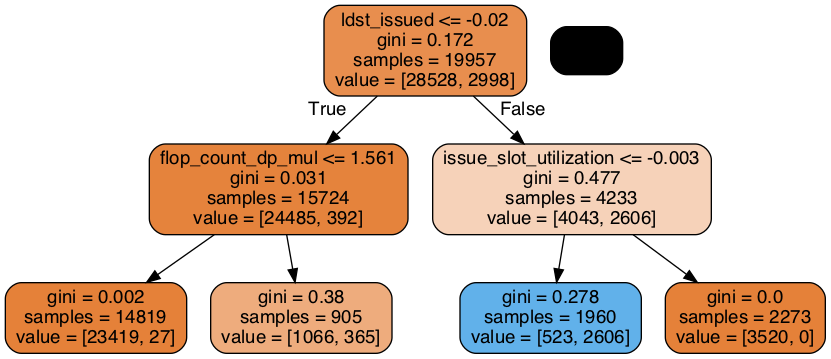 ldst_issued <= -0.02
gini = 0.172
samples = 19957
value = [28528, 2998]
True
False
flop_count_dp_mul <= 1.561
gini = 0.031
samples = 15724
value = [24485, 392]
issue_slot_utilization <= -0.003
gini = 0.477
samples = 4233
value = [4043, 2606]
gini = 0.002
samples = 14819
value = [23419, 27]
gini = 0.38
samples = 905
value = [1066, 365]
gini = 0.278
samples = 1960
value = [523, 2606]
gini = 0.0
samples = 2273
value = [3520, 0]